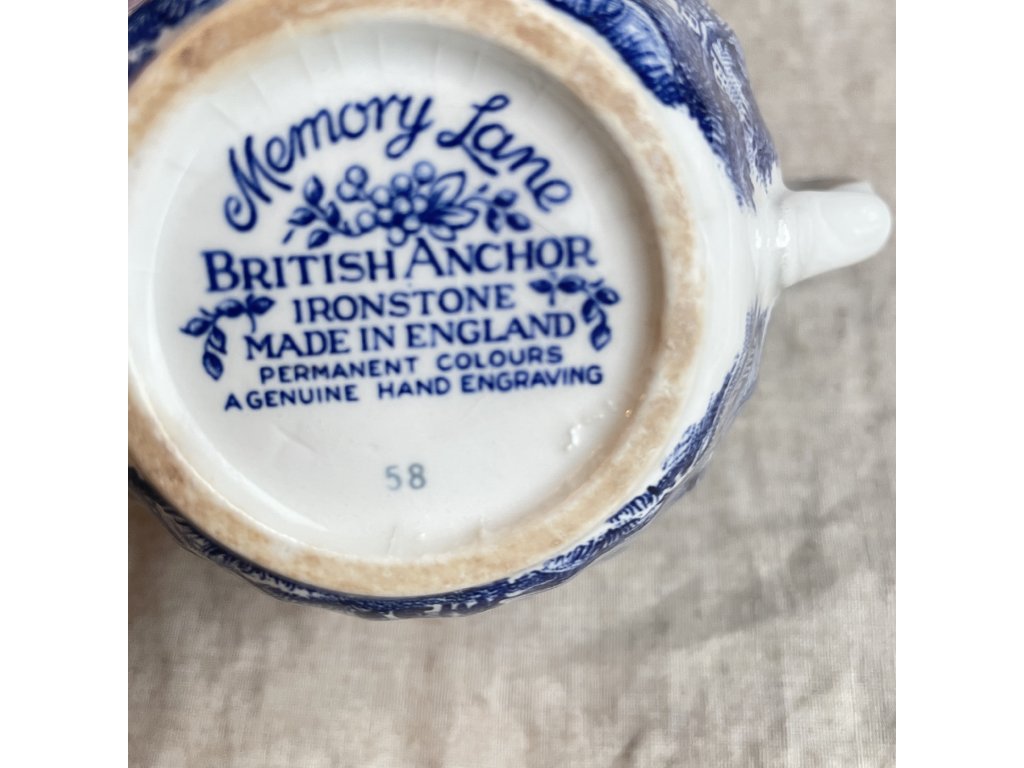 Memory Lane
BRITISH ANCHOR
IRONSTONE
MADE IN ENGLAND
PERMANENT COLOURS
A GENUINE HAND ENGRAVING
58